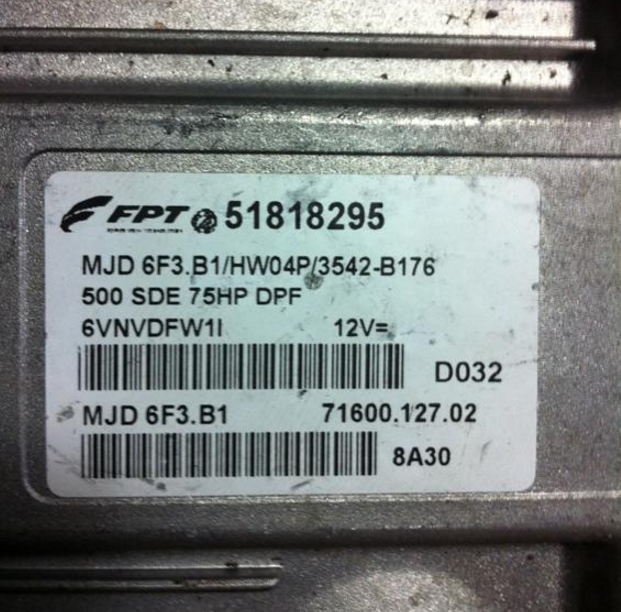 FPT 51818295
MJD 6F3.B1/HW04P/3542-B176
500 SDE 75HP DPF
6VNVDFW1I 12V=
D032
MJD 6F3.B1 71600.127.02
8A30